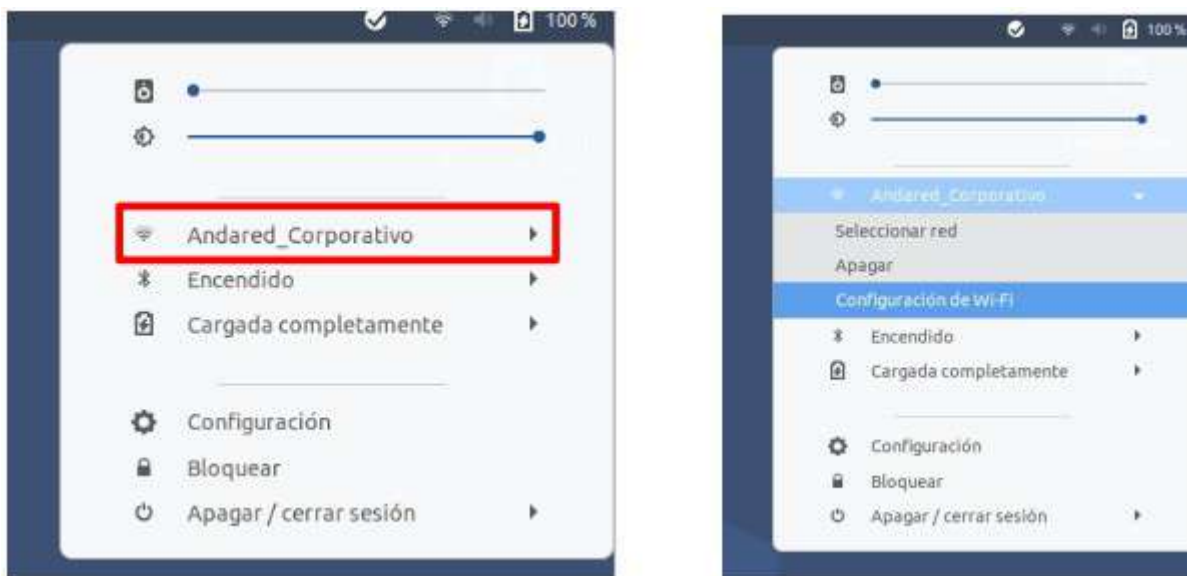 100 %
Andared_Corporativo
Encendido
Cargada completamente
Configuración
Bloquear
Apagar / cerrar sesión
100 %
Andared_Corporativo
Seleccionar red
Apagar
Configuración de Wi-Fi
Encendido
Cargada completamente
Configuración
Bloquear
Apagar / cerrar sesión